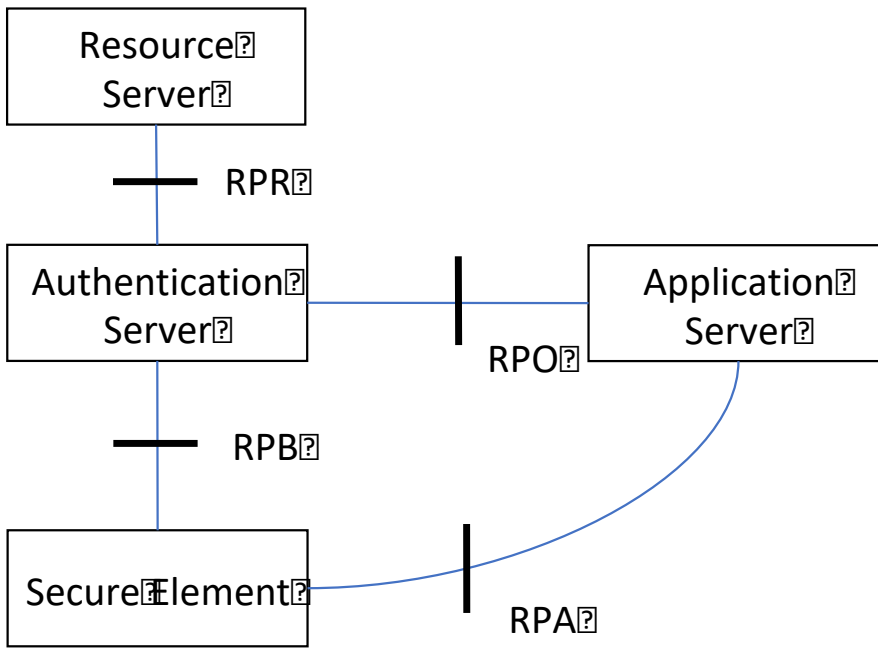 Resource⍰
Server⍰
RPR⍰
Authentication⍰
Server⍰
Application⍰
Server⍰
RPO⍰
RPB⍰
Secure⍰Element⍰
RPA⍰